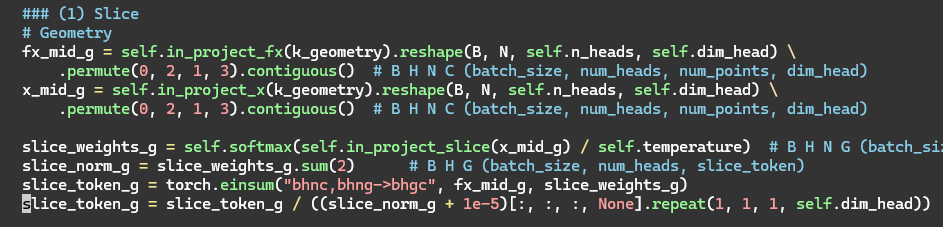 ### (1) Slice
# Geometry
fx_mid_g = self.in_project_fx(k_geometry).reshape(B, N, self.n_heads, self.dim_head) \
    .permute(0, 2, 1, 3).contiguous()  # B H N C (batch_size, num_heads, num_points, dim_head)
x_mid_g = self.in_project_x(k_geometry).reshape(B, N, self.n_heads, self.dim_head) \
    .permute(0, 2, 1, 3).contiguous()  # B H N C (batch_size, num_heads, num_points, dim_head)
slice_weights_g = self.softmax(self.in_project_slice(x_mid_g) / self.temperature)  # B H N G (batch_siz
slice_norm_g = slice_weights_g.sum(2)      # B H G (batch_size, num_heads, slice_token)
slice_token_g = torch.einsum("bhnc,bhng->bhgc", fx_mid_g, slice_weights_g)
slice_token_g = slice_token_g / ((slice_norm_g + 1e-5)[:, :, :, None].repeat(1, 1, 1, self.dim_head))